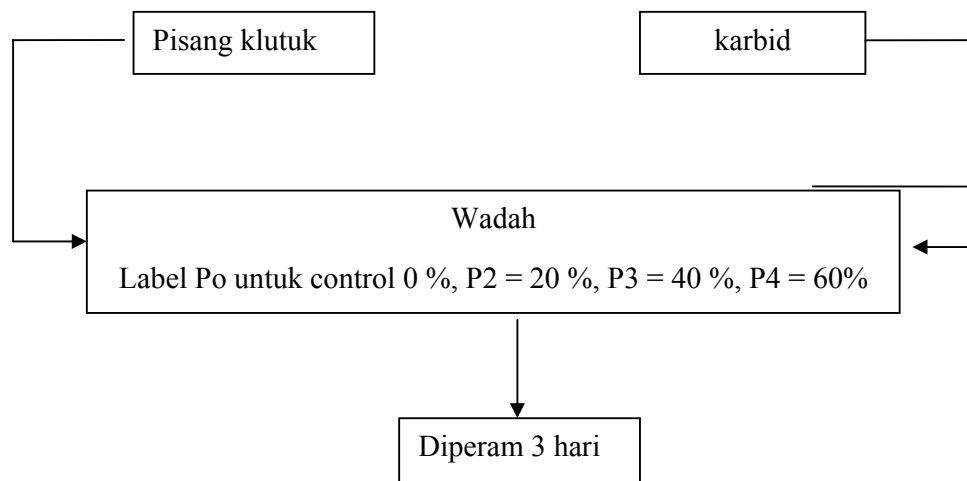 Pisang klutuk
karbid
Wadah
Label Po untuk control 0 %, P2 = 20 %, P3 = 40 %, P4 = 60%
Diperam 3 hari